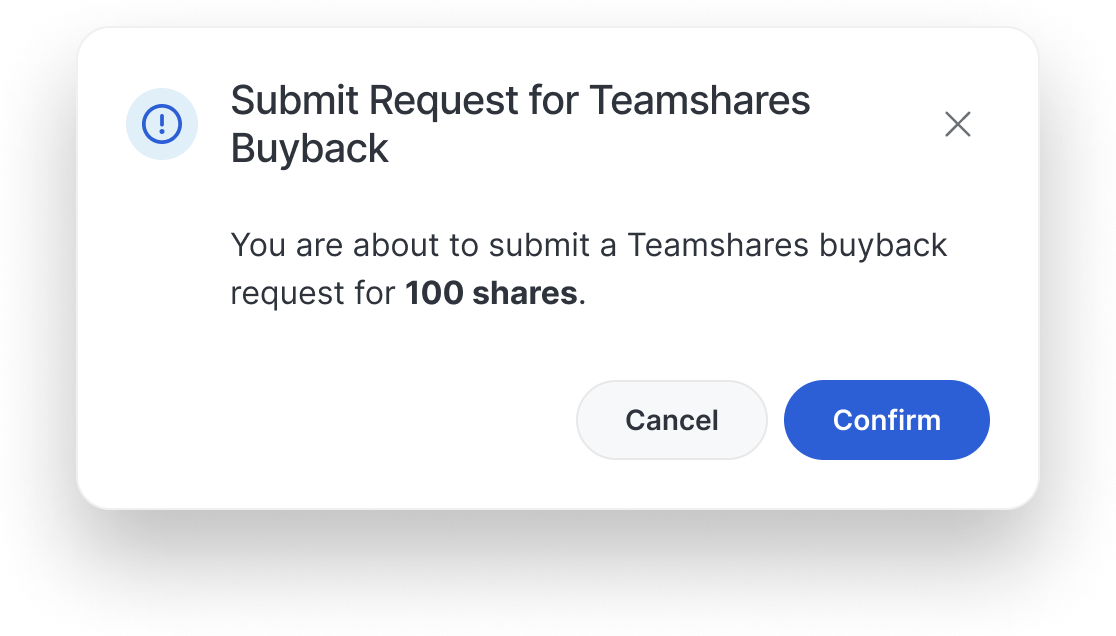 Submit Request for Teamshares
Buyback
You are about to submit a Teamshares buyback
request for 100 shares.
Cancel
Confirm